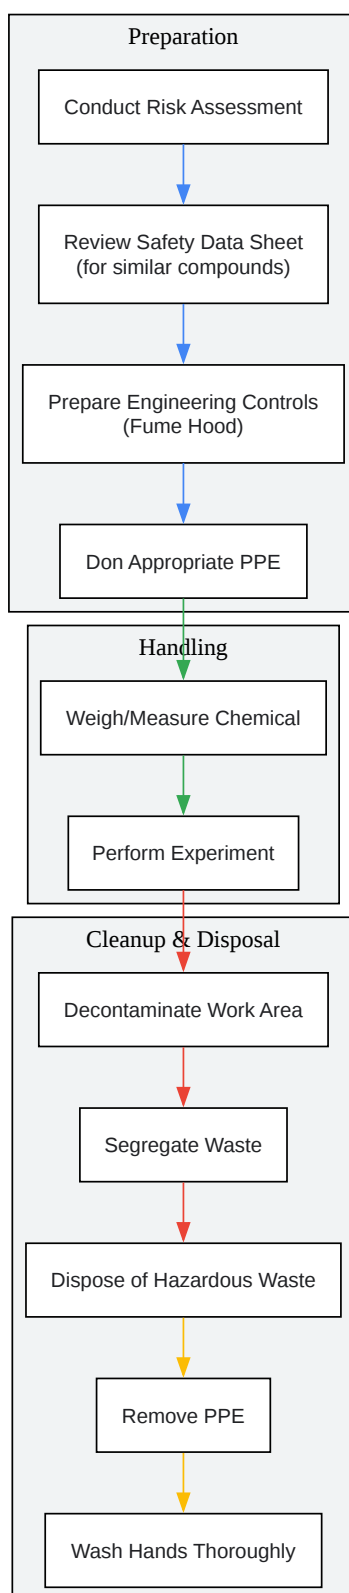 Preparation
Conduct Risk Assessment
Review Safety Data Sheet
(for similar compounds)
Prepare Engineering Controls
(Fume Hood)
Don Appropriate PPE
Handling
Weigh/Measure Chemical
Perform Experiment
Cleanup & Disposal
Decontaminate Work Area
Segregate Waste
Dispose of Hazardous Waste
Remove PPE
Wash Hands Thoroughly